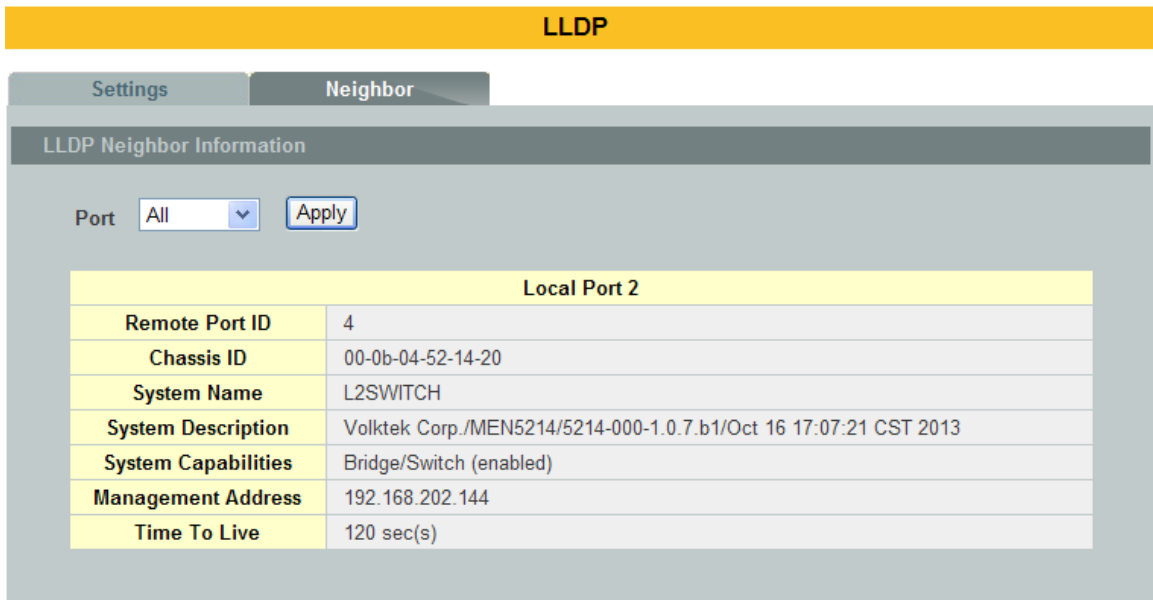 LLDP
Settings Neighbor
LLDP Neighbor Information
Port All Apply
Local Port 2
Remote Port ID 4
Chassis ID 00-0b-04-52-14-20
System Name L2SWITCH
System Description Volktek Corp./MEN5214/5214-000-1.0.7.b1/Oct 16 17:07:21 CST 2013
System Capabilities Bridge/Switch (enabled)
Management Address 192.168.202.144
Time To Live 120 sec(s)